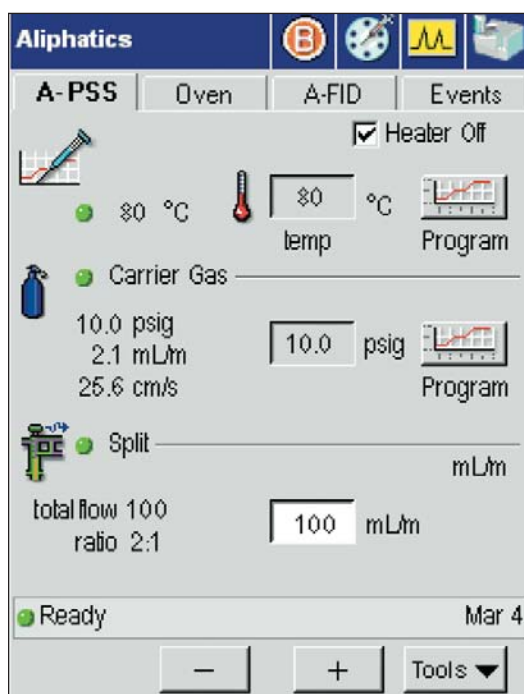 Aliphatics
B
A-PSS Oven A-FID Events
Heater Off
80 °C 80 °C
temp Program
Carrier Gas
10.0 psig 10.0 psig
2.1 mL/m
25.6 cm/s Program
Split
mL/m
total flow 100 100 mL/m
ratio 2:1
Ready Mar 4
− + Tools